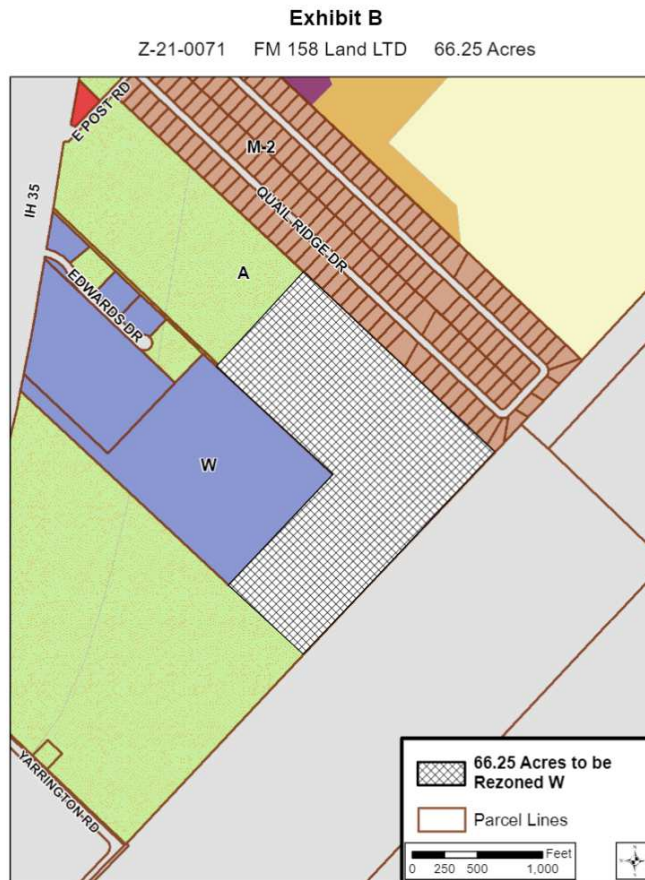 Exhibit B
Z-21-0071 FM 158 Land LTD 66.25 Acres
E POST RD
M-2
IH 35
QUAIL RIDGE DR
A
EDWARDS DR
W
YARRINGTON RD
66.25 Acres to be
Rezoned W
Parcel Lines
Feet
0 250 500 1,000